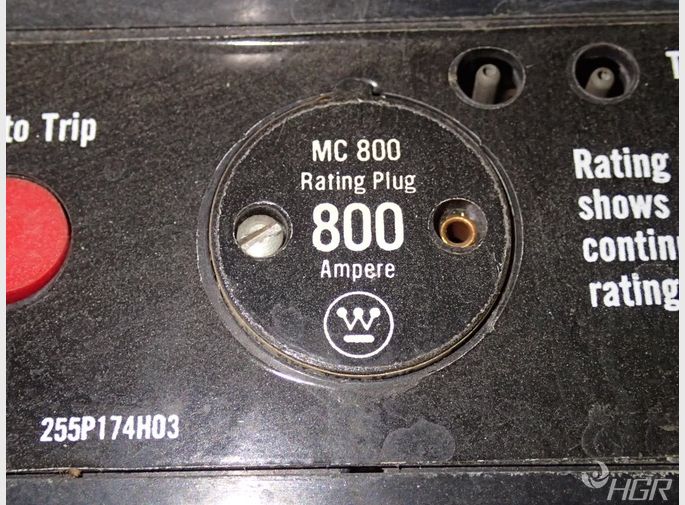 to Trip
MC 800
Rating Plug
800
Ampere
W
T
Rating
shows
contin
rating
255P174H03
HGR